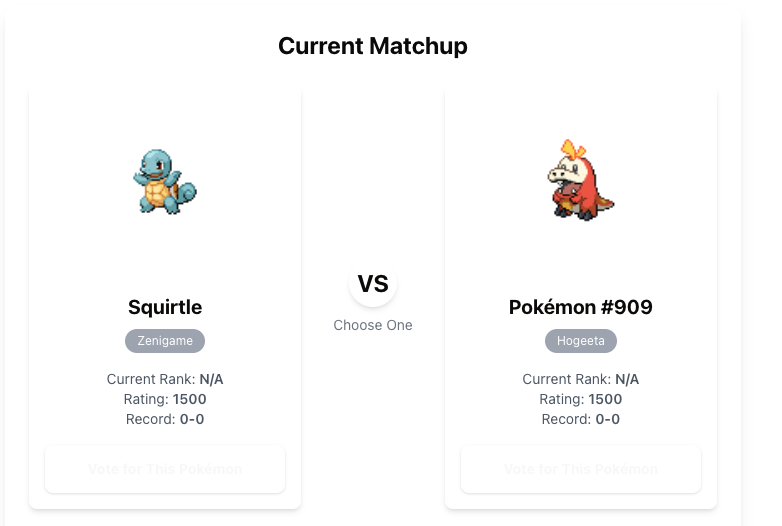 Current Matchup
Squirtle
Zenigame
Current Rank: N/A
Rating: 1500
Record: 0-0
Vote for This Pokémon
VS
Choose One
Pokémon #909
Hogeeta
Current Rank: N/A
Rating: 1500
Record: 0-0
Vote for This Pokémon